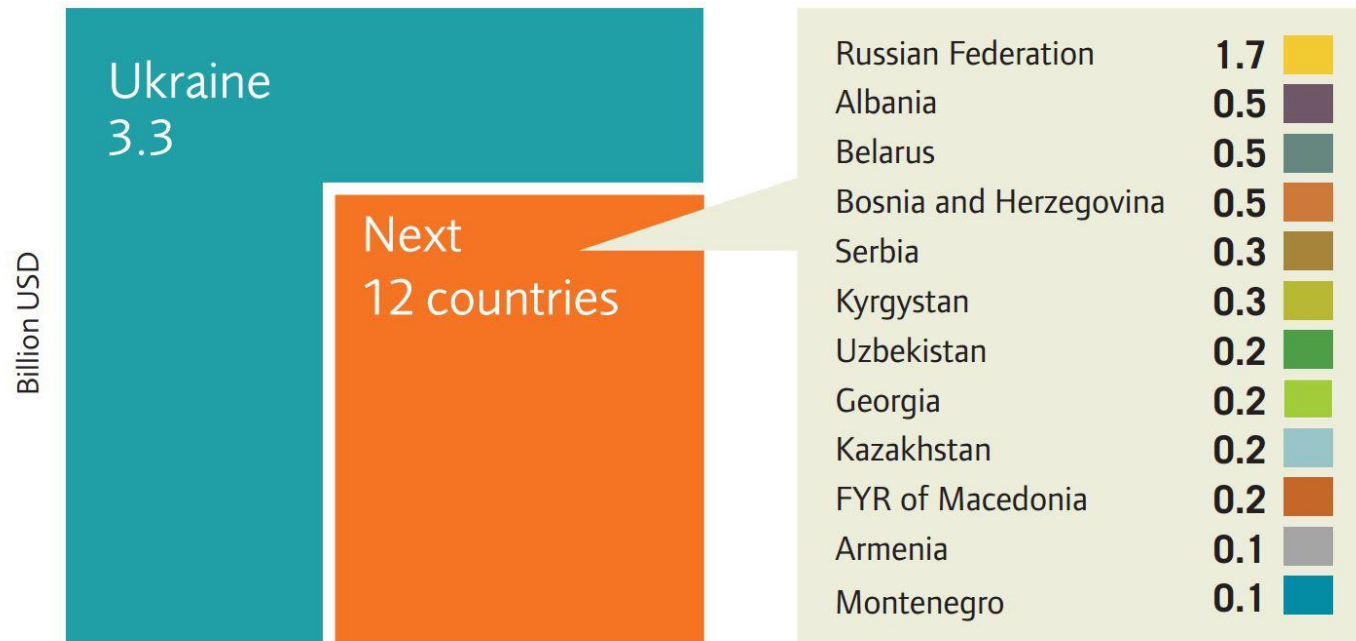 Billion USD
Ukraine
3.3
Next
12 countries
Russian Federation 1.7
Albania 0.5
Belarus 0.5
Bosnia and Herzegovina 0.5
Serbia 0.3
Kyrgystan 0.3
Uzbekistan 0.2
Georgia 0.2
Kazakhstan 0.2
FYR of Macedonia 0.2
Armenia 0.1
Montenegro 0.1